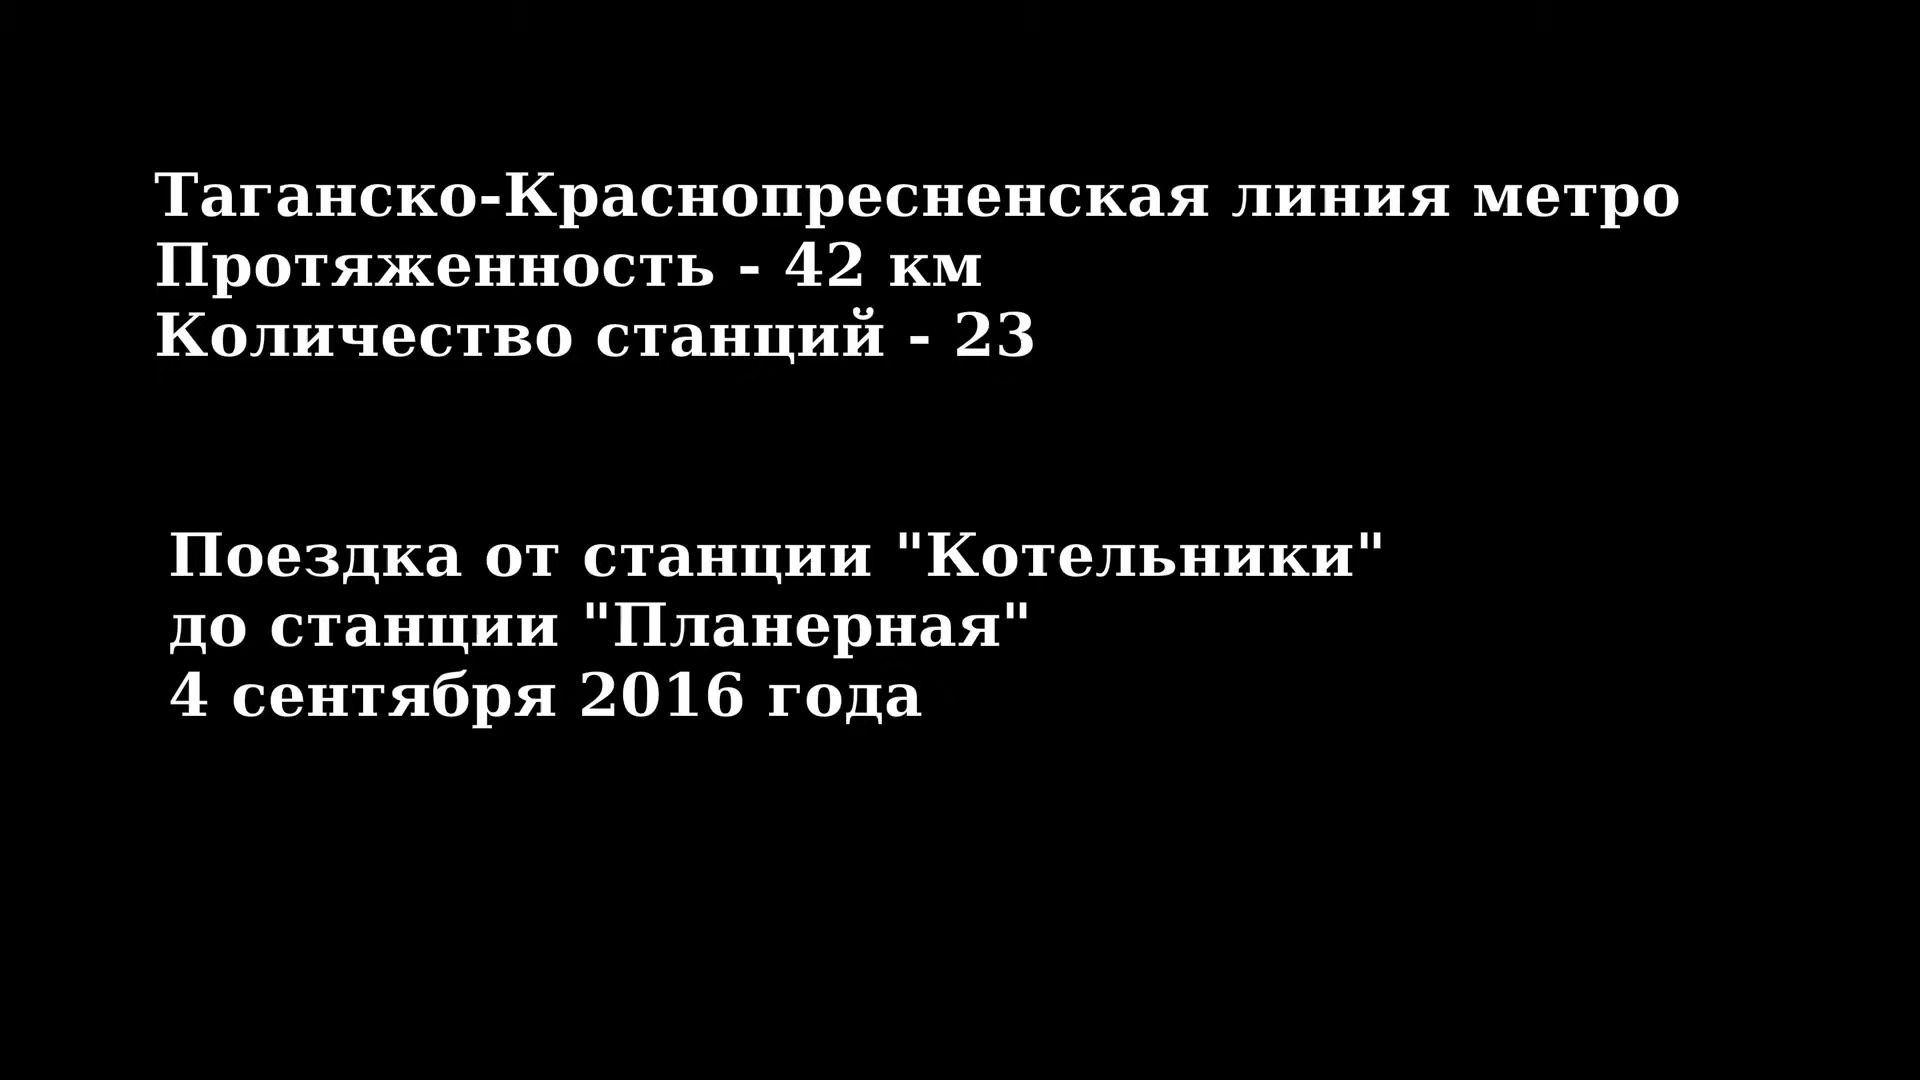 Таганско-Краснопресненская линия метро
Протяженность - 42 км
Количество станций - 23
Поездка от станции "Котельники"
до станции "Планерная"
4 сентября 2016 года